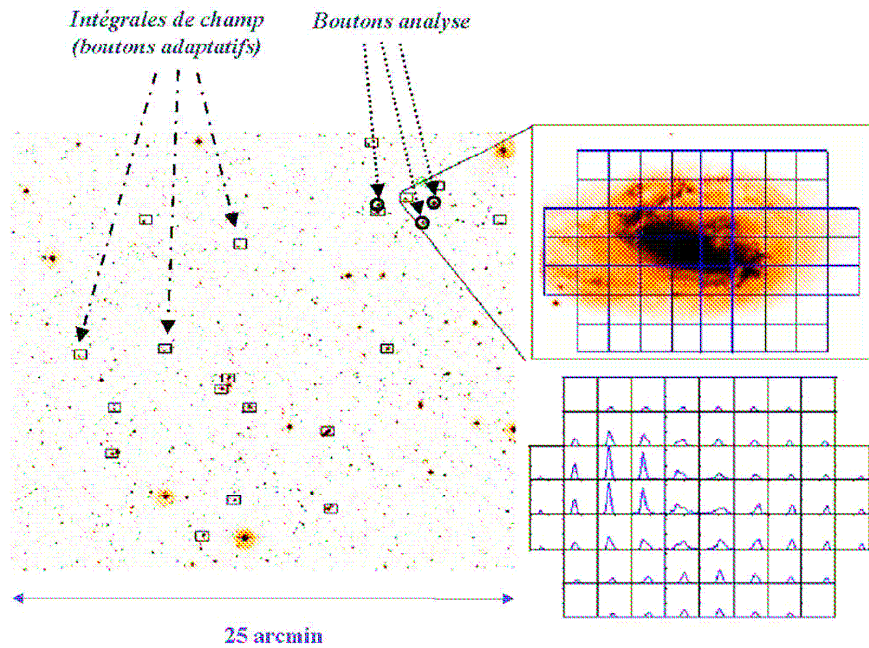 Intégrales de champ
(boutons adaptatifs)
Boutons analyse
25 arcmin